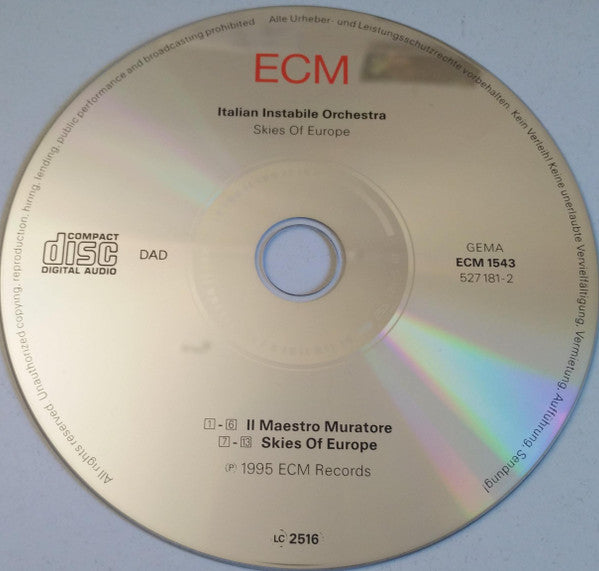 All rights reserved. Unauthorized copying, reproduction, hiring, lending, public performance and broadcasting prohibited
Alle Urheber- und Leistungsschutzrechte vorbehalten. Kein Verleih! Keine unerlaubte Vervielfältigung, Vermietung, Aufführung, Sendung!
ECM
Italian Instabile Orchestra
Skies Of Europe
COMPACT
disc
DIGITAL AUDIO
DAD
GEMA
ECM 1543
527 181-2
1 - 6 Il Maestro Muratore
7 - 13 Skies Of Europe
℗ 1995 ECM Records
LC 2516